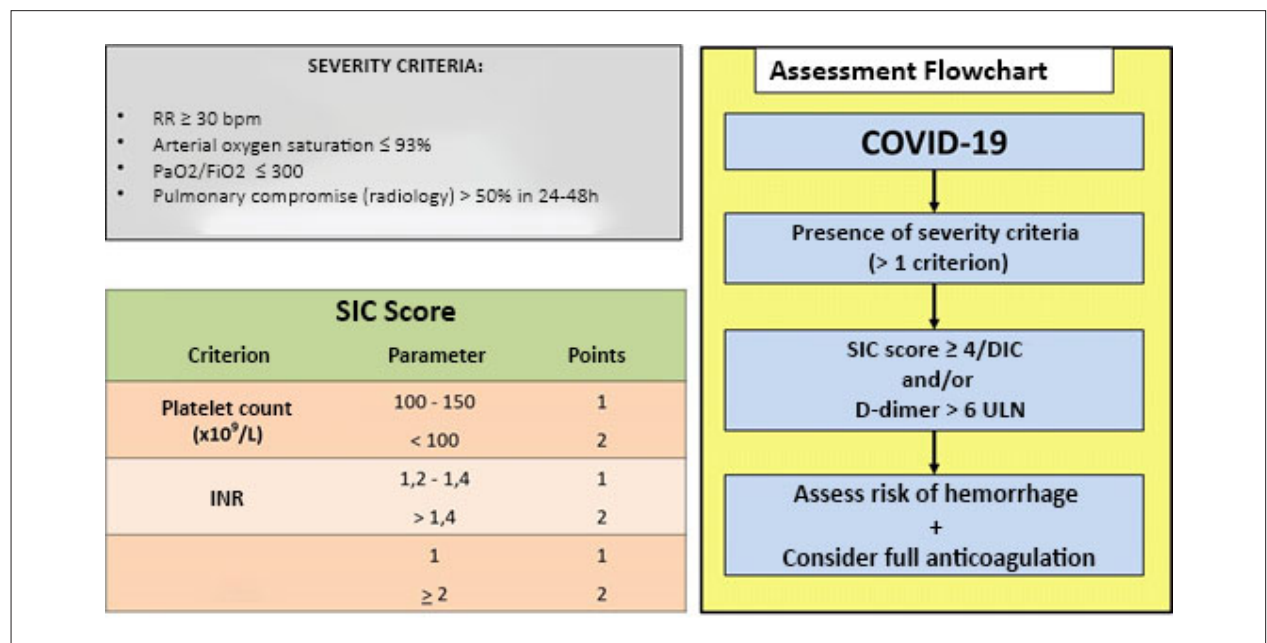 SEVERITY CRITERIA:
• RR ≥ 30 bpm
• Arterial oxygen saturation ≤ 93%
• PaO2/FiO2 ≤ 300
• Pulmonary compromise (radiology) > 50% in 24-48h
SIC Score
Criterion Parameter Points
Platelet count
(x10⁹/L)
100 - 150 1
< 100 2
INR
1,2 - 1,4 1
> 1,4 2
1 1
≥ 2 2
Assessment Flowchart
COVID-19
Presence of severity criteria
(> 1 criterion)
SIC score ≥ 4/DIC
and/or
D-dimer > 6 ULN
Assess risk of hemorrhage
+
Consider full anticoagulation